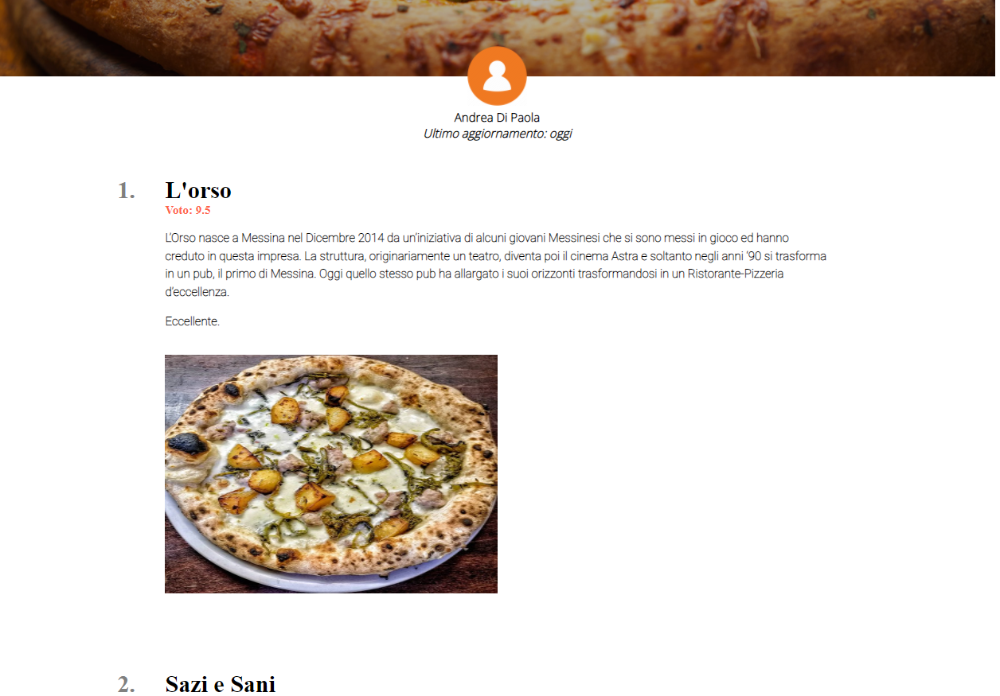 Andrea Di Paola
Ultimo aggiornamento: oggi
1. L'orso
Voto: 9.5
L’Orso nasce a Messina nel Dicembre 2014 da un’iniziativa di alcuni giovani Messinesi che si sono messi in gioco ed hanno
creduto in questa impresa. La struttura, originariamente un teatro, diventa poi il cinema Astra e soltanto negli anni ’90 si trasforma
in un pub, il primo di Messina. Oggi quello stesso pub ha allargato i suoi orizzonti trasformandosi in un Ristorante-Pizzeria
d’eccellenza.
Eccellente.
2. Sazi e Sani